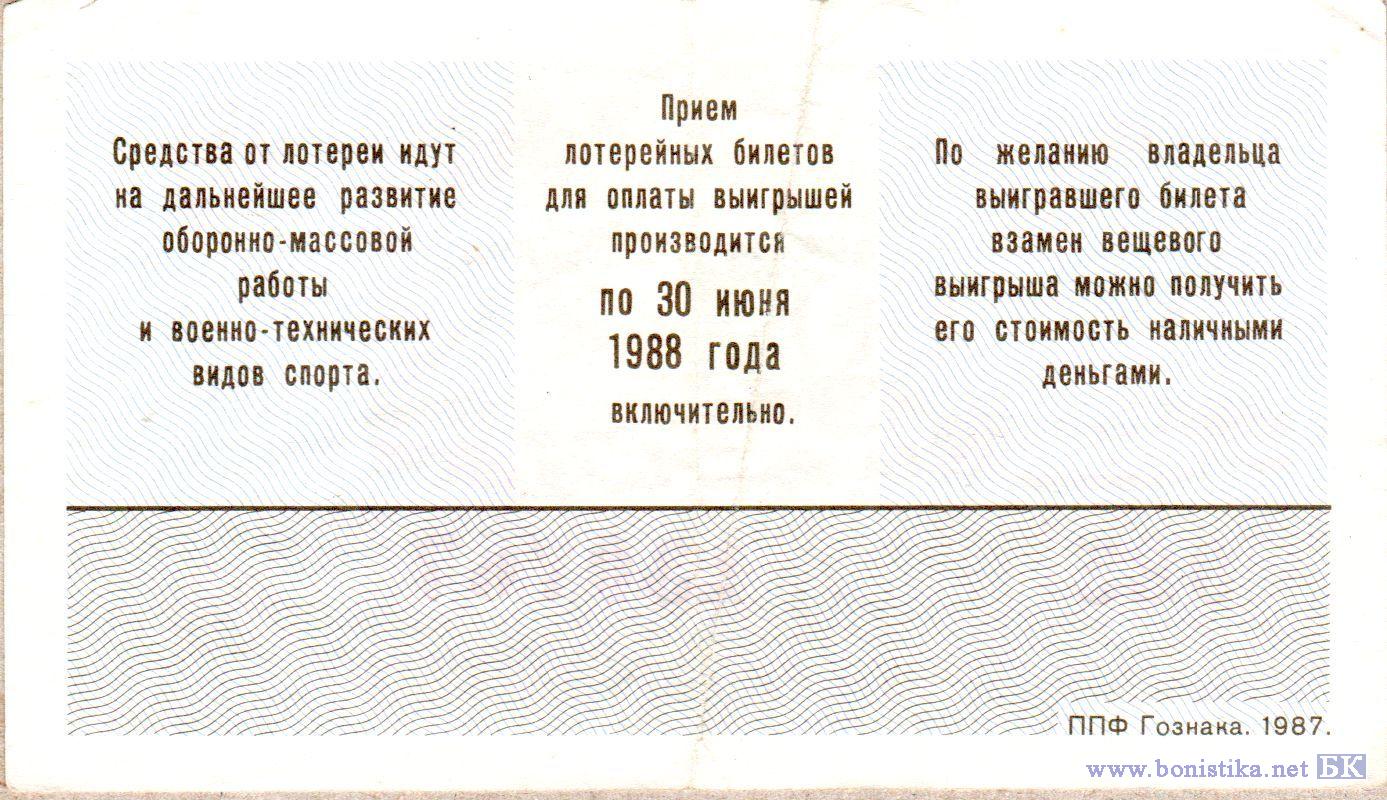 Средства от лотереи идут
на дальнейшее развитие
оборонно-массовой
работы
и военно-технических
видов спорта.
Прием
лотерейных билетов
для оплаты выигрышей
производится
по 30 июня
1988 года
включительно.
По желанию владельца
выигравшего билета
взамен вещевого
выигрыша можно получить
его стоимость наличными
деньгами.
ППФ Гознака. 1987.
www.bonistika.net БК